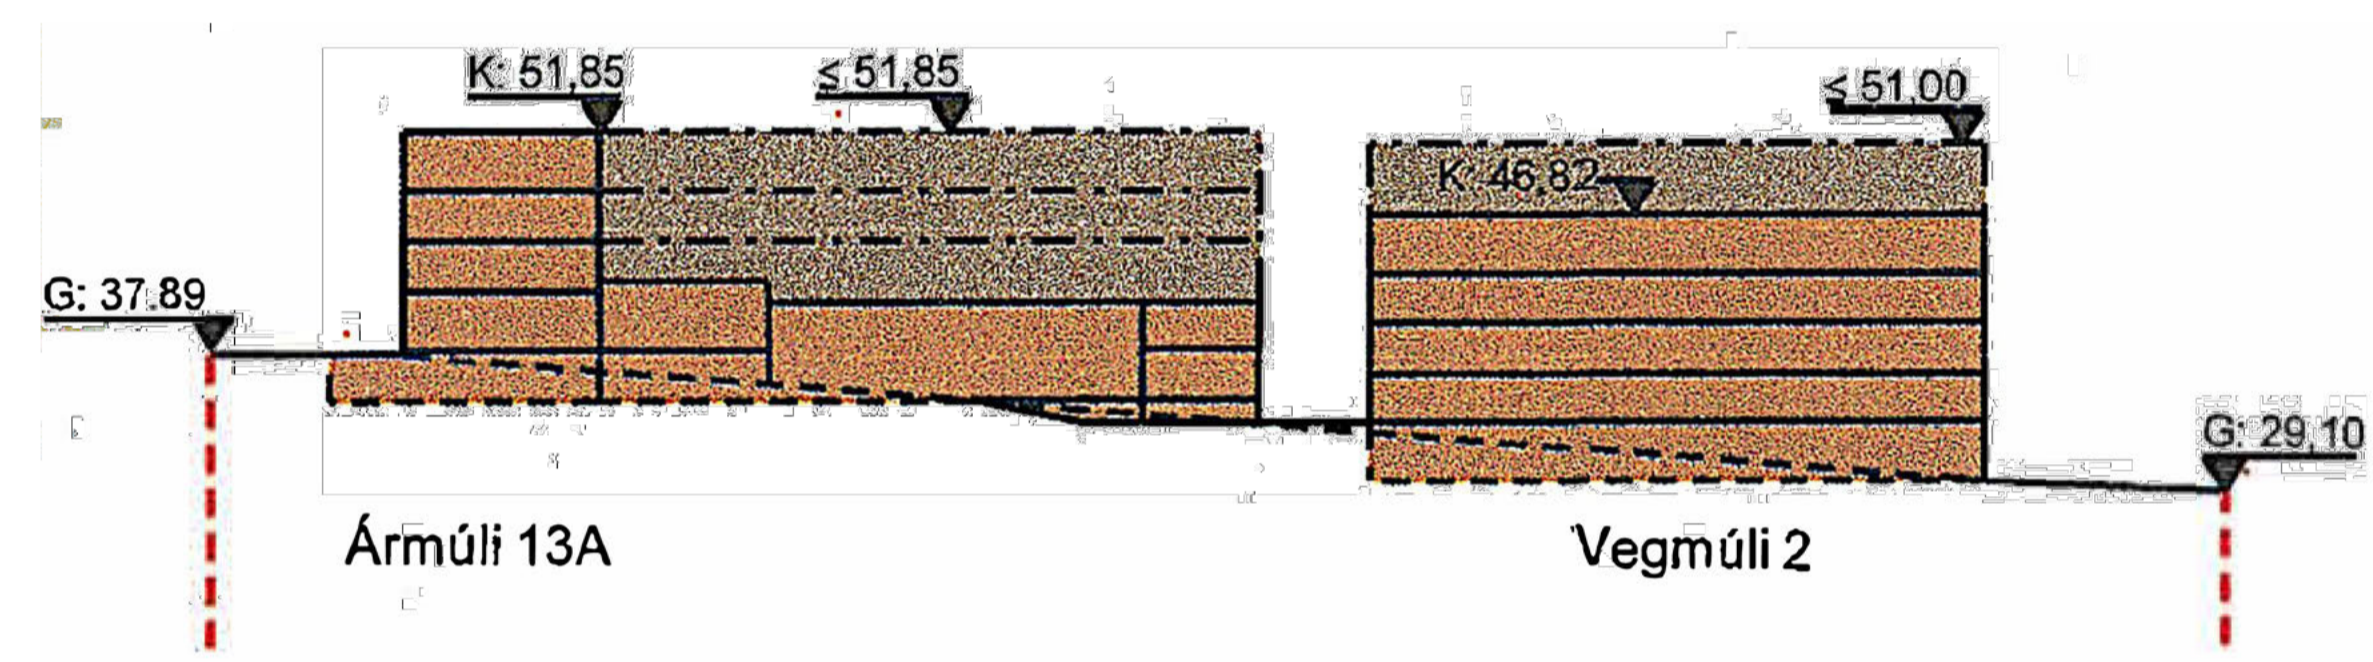 K: 51,85
≤ 51,85
≤ 51,00
K: 46,82
G: 37,89
G: 29,10
Ármúli 13A
Vegmúli 2